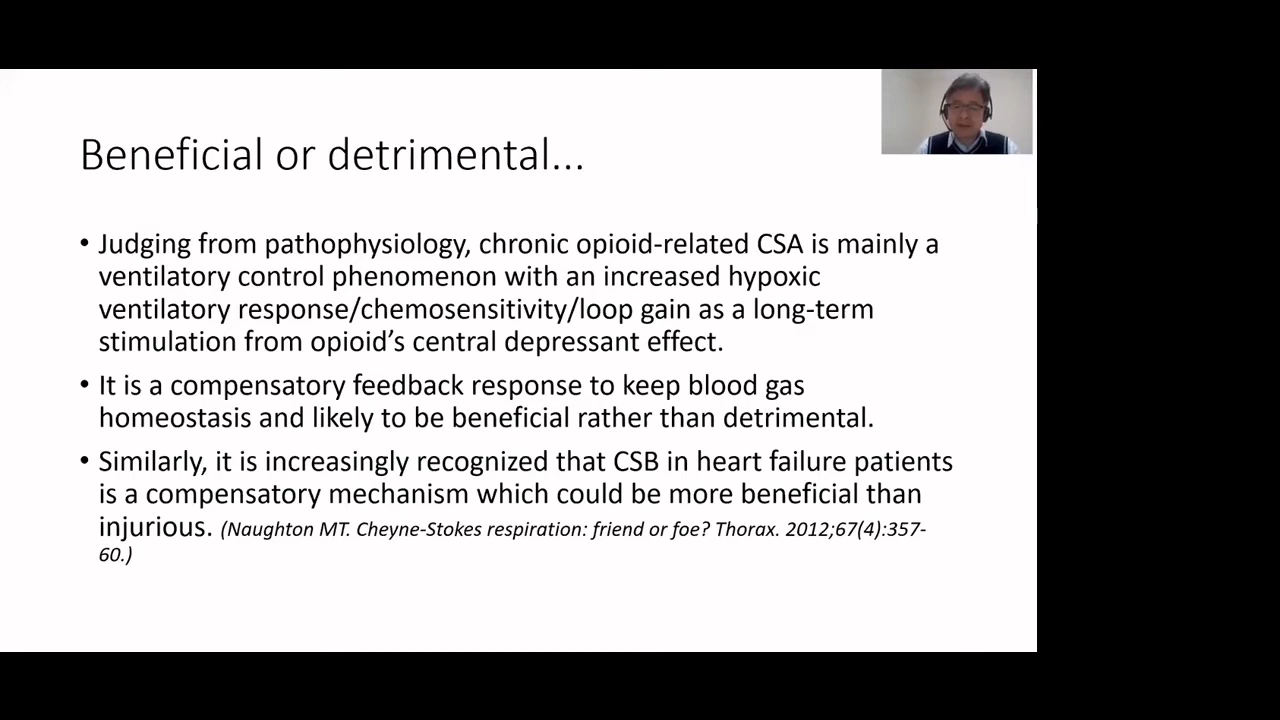 Beneficial or detrimental...
• Judging from pathophysiology, chronic opioid-related CSA is mainly a
ventilatory control phenomenon with an increased hypoxic
ventilatory response/chemosensitivity/loop gain as a long-term
stimulation from opioid’s central depressant effect.
• It is a compensatory feedback response to keep blood gas
homeostasis and likely to be beneficial rather than detrimental.
• Similarly, it is increasingly recognized that CSB in heart failure patients
is a compensatory mechanism which could be more beneficial than
injurious. (Naughton MT. Cheyne-Stokes respiration: friend or foe? Thorax. 2012;67(4):357-
60.)